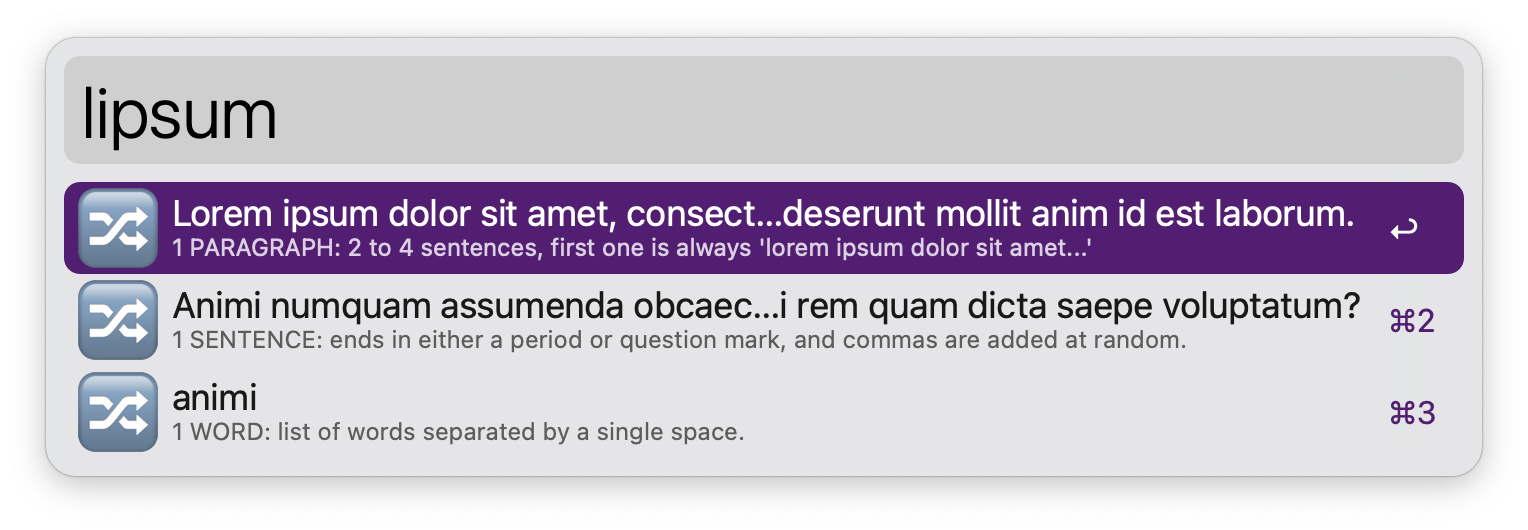 lipsum
Lorem ipsum dolor sit amet, consect...deserunt mollit anim id est laborum.
1 PARAGRAPH: 2 to 4 sentences, first one is always 'lorem ipsum dolor sit amet...'
Animi numquam assumenda obcaec...i rem quam dicta saepe voluptatum?
⌘2
1 SENTENCE: ends in either a period or question mark, and commas are added at random.
animi
⌘3
1 WORD: list of words separated by a single space.